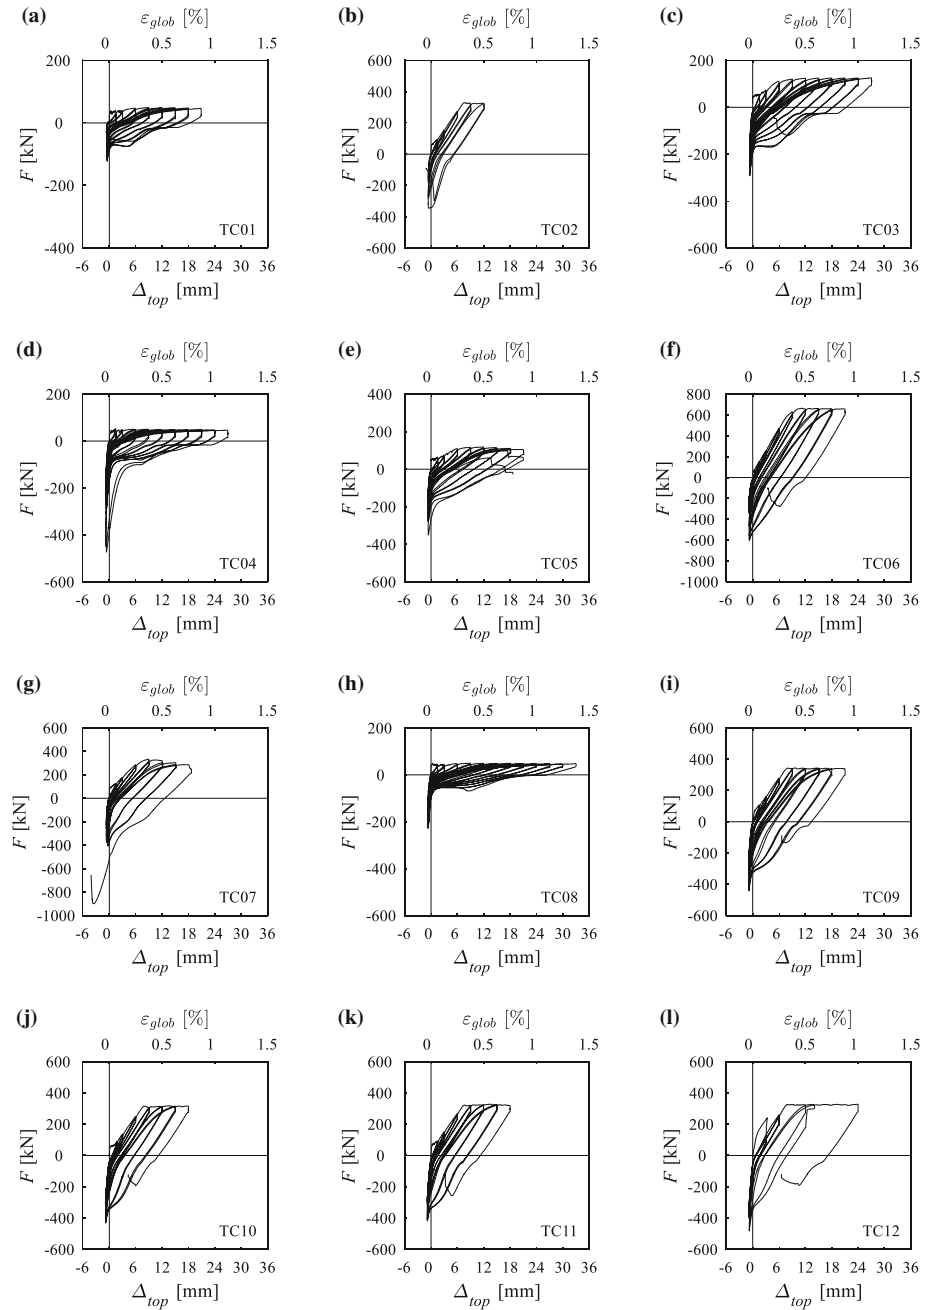 (a) ε_glob [%]
0 0.5 1 1.5
200
0
-200
-400
F [kN]
TC01
-6 0 6 12 18 24 30 36
Δ_top [mm]
(b) ε_glob [%]
0 0.5 1 1.5
600
400
200
0
-200
-400
-600
F [kN]
TC02
-6 0 6 12 18 24 30 36
Δ_top [mm]
(c) ε_glob [%]
0 0.5 1 1.5
200
0
-200
-400
-600
F [kN]
TC03
-6 0 6 12 18 24 30 36
Δ_top [mm]
(d) ε_glob [%]
0 0.5 1 1.5
200
0
-200
-400
-600
F [kN]
TC04
-6 0 6 12 18 24 30 36
Δ_top [mm]
(e) ε_glob [%]
0 0.5 1 1.5
400
200
0
-200
-400
-600
F [kN]
TC05
-6 0 6 12 18 24 30 36
Δ_top [mm]
(f) ε_glob [%]
0 0.5 1 1.5
800
600
400
200
0
-200
-400
-600
-800
-1000
F [kN]
TC06
-6 0 6 12 18 24 30 36
Δ_top [mm]
(g) ε_glob [%]
0 0.5 1 1.5
600
400
200
0
-200
-400
-600
-800
-1000
F [kN]
TC07
-6 0 6 12 18 24 30 36
Δ_top [mm]
(h) ε_glob [%]
0 0.5 1 1.5
200
0
-200
-400
-600
F [kN]
TC08
-6 0 6 12 18 24 30 36
Δ_top [mm]
(i) ε_glob [%]
0 0.5 1 1.5
600
400
200
0
-200
-400
-600
F [kN]
TC09
-6 0 6 12 18 24 30 36
Δ_top [mm]
(j) ε_glob [%]
0 0.5 1 1.5
600
400
200
0
-200
-400
-600
F [kN]
TC10
-6 0 6 12 18 24 30 36
Δ_top [mm]
(k) ε_glob [%]
0 0.5 1 1.5
600
400
200
0
-200
-400
-600
F [kN]
TC11
-6 0 6 12 18 24 30 36
Δ_top [mm]
(l) ε_glob [%]
0 0.5 1 1.5
600
400
200
0
-200
-400
-600
F [kN]
TC12
-6 0 6 12 18 24 30 36
Δ_top [mm]